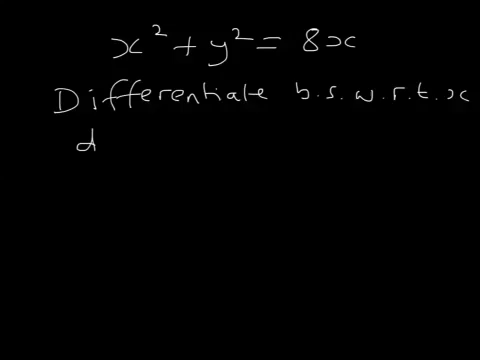 x² + y² = 8x
Differentiate b.s.w.r.t.x
d